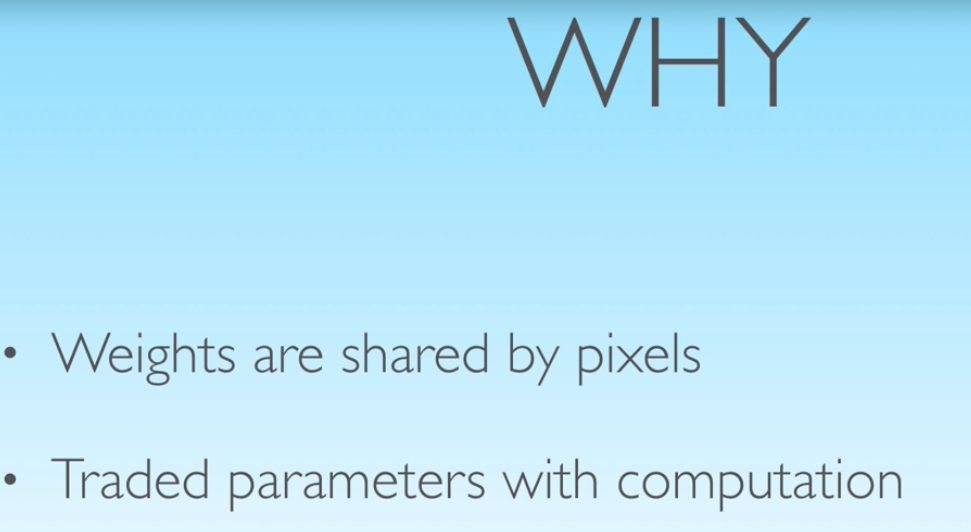 WHY
• Weights are shared by pixels
• Traded parameters with computation